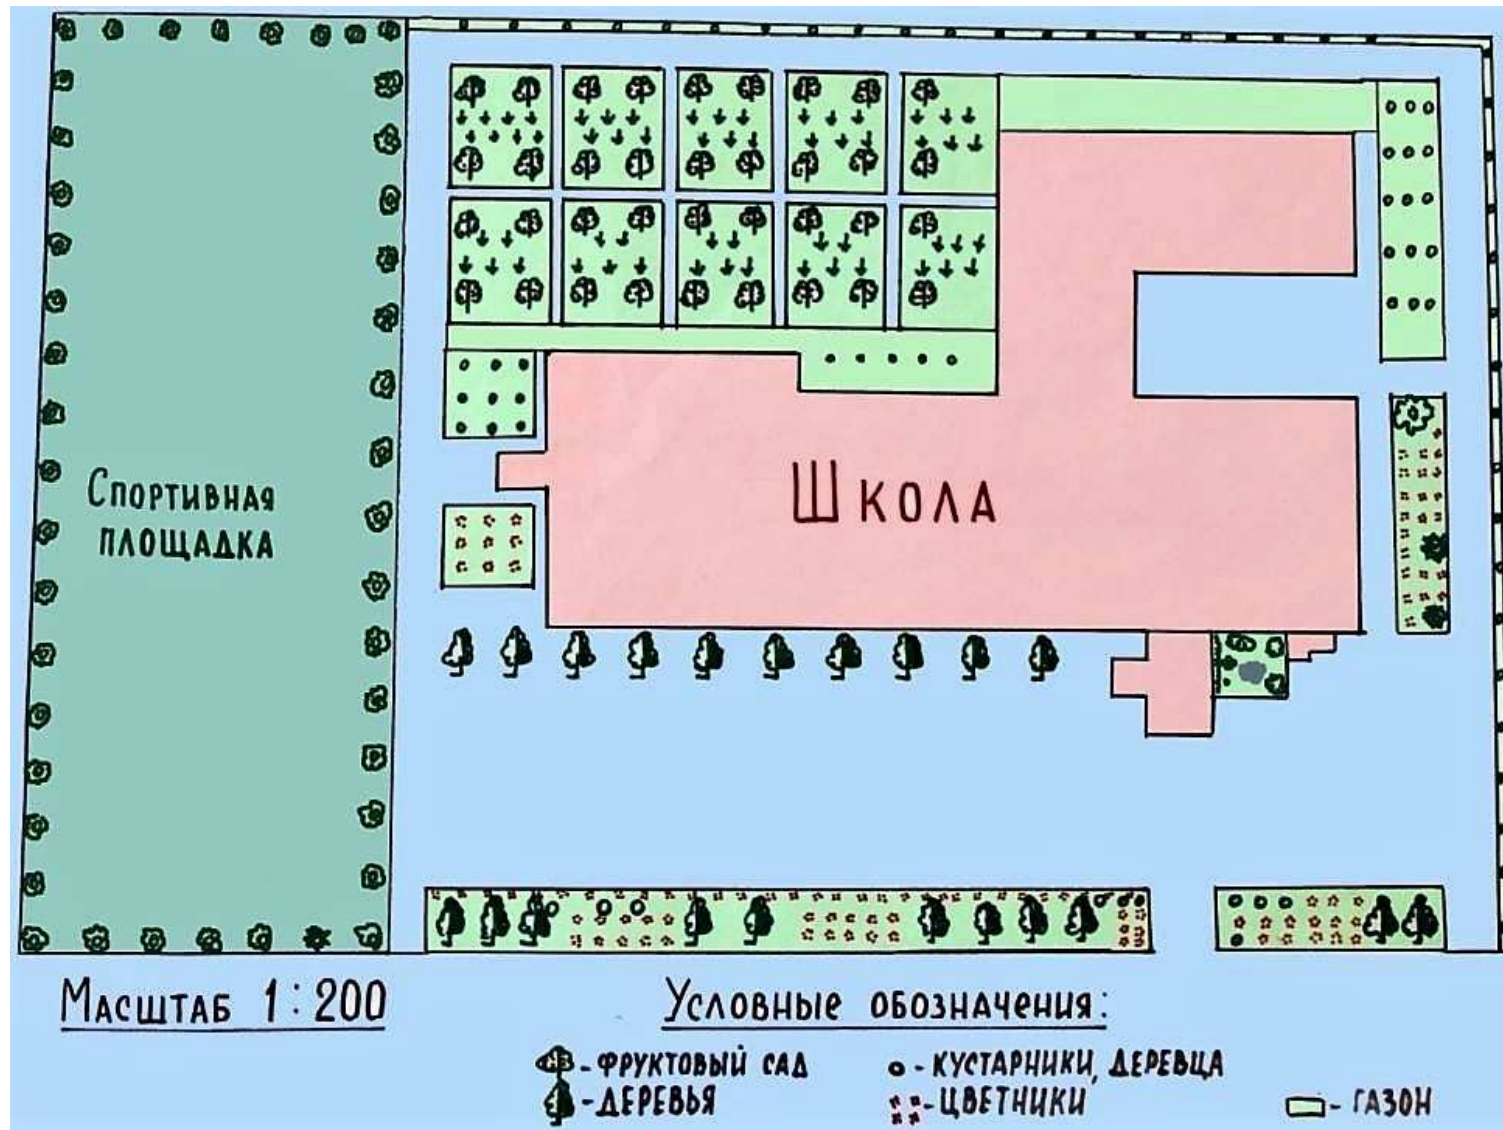 Спортивная
площадка
Школа
Масштаб 1:200
Условные обозначения:
- фруктовый сад
- кустарники, деревца
- деревья
- цветники
- газон